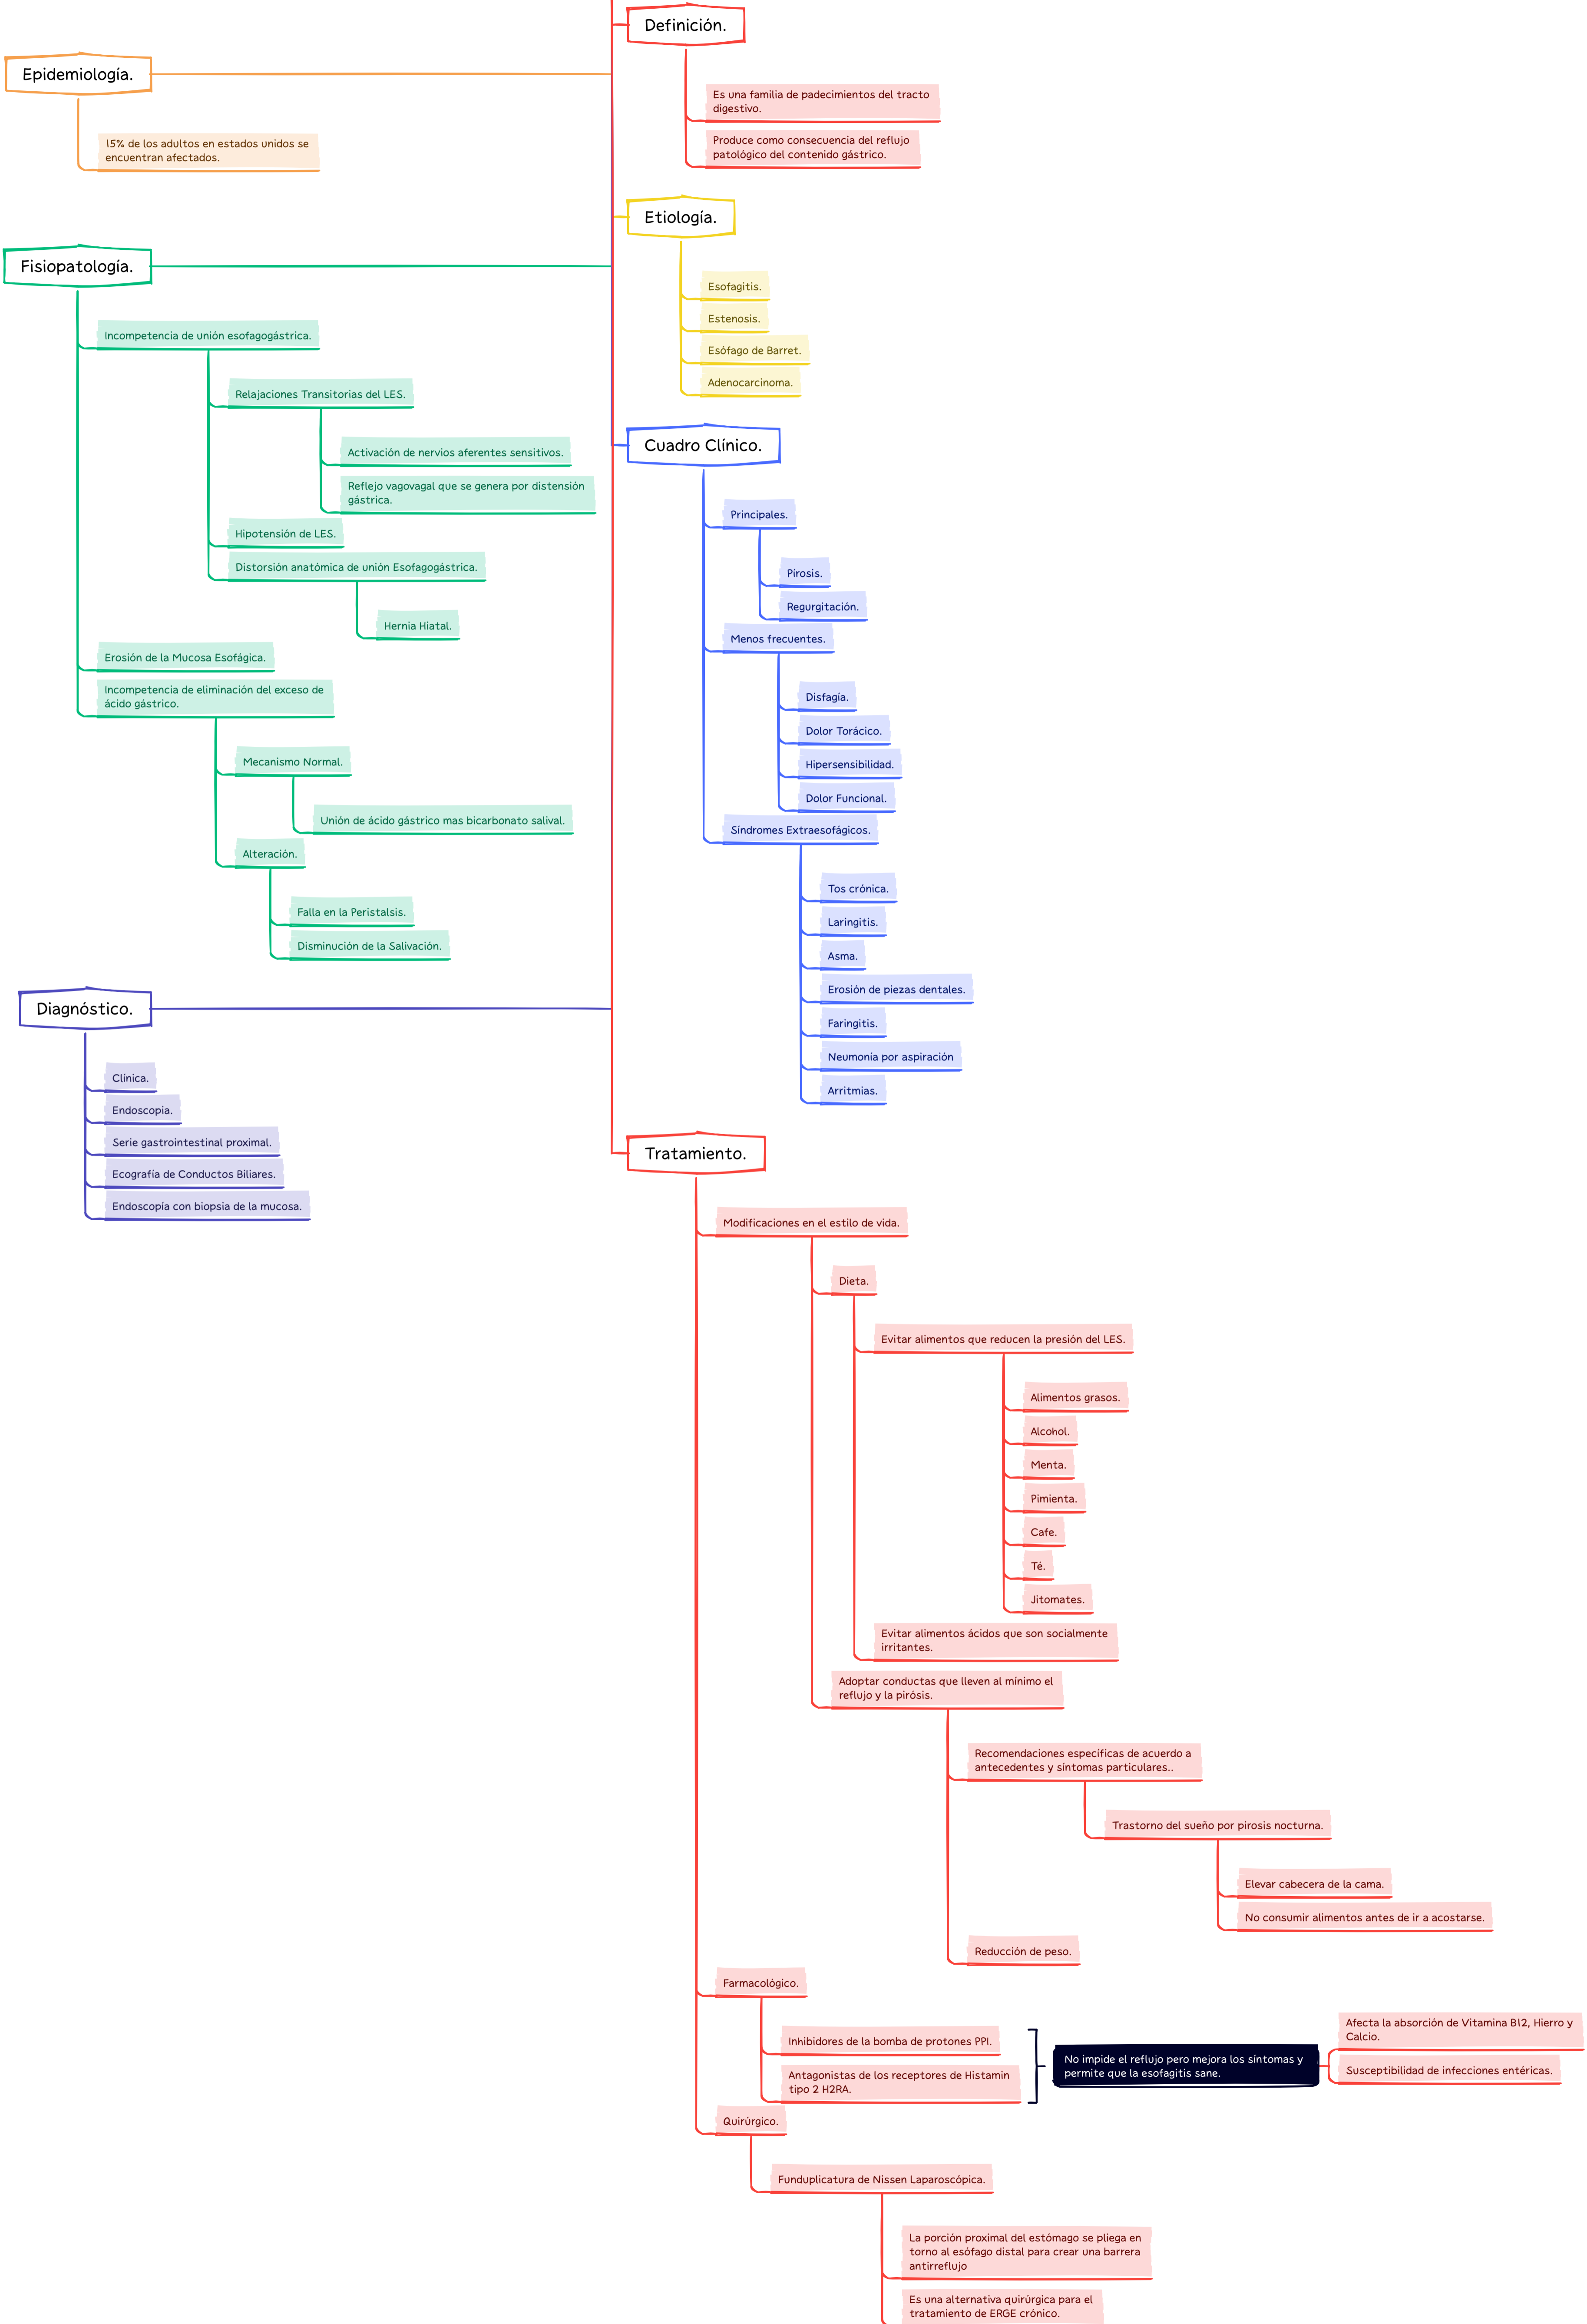 Definición.
Es una familia de padecimientos del tracto
digestivo.
Produce como consecuencia del reflujo
patológico del contenido gástrico.
Epidemiología.
15% de los adultos en estados unidos se
encuentran afectados.
Etiología.
Esofagitis.
Estenosis.
Esófago de Barret.
Adenocarcinoma.
Fisiopatología.
Incompetencia de unión esofagogástrica.
Relajaciones Transitorias del LES.
Activación de nervios aferentes sensitivos.
Reflejo vagovagal que se genera por distensión
gástrica.
Hipotensión de LES.
Distorsión anatómica de unión Esofagogástrica.
Hernia Hiatal.
Erosión de la Mucosa Esofágica.
Incompetencia de eliminación del exceso de
ácido gástrico.
Mecanismo Normal.
Unión de ácido gástrico mas bicarbonato salival.
Alteración.
Falla en la Peristalsis.
Disminución de la Salivación.
Cuadro Clínico.
Principales.
Pirosis.
Regurgitación.
Menos frecuentes.
Disfagía.
Dolor Torácico.
Hipersensibilidad.
Dolor Funcional.
Síndromes Extraesofágicos.
Tos crónica.
Laringitis.
Asma.
Erosión de piezas dentales.
Faringitis.
Neumonía por aspiración
Arritmias.
Diagnóstico.
Clínica.
Endoscopia.
Serie gastrointestinal proximal.
Ecografía de Conductos Biliares.
Endoscopía con biopsia de la mucosa.
Tratamiento.
Modificaciones en el estilo de vida.
Dieta.
Evitar alimentos que reducen la presión del LES.
Alimentos grasos.
Alcohol.
Menta.
Pimienta.
Cafe.
Té.
Jitomates.
Evitar alimentos ácidos que son socialmente
irritantes.
Adoptar conductas que lleven al mínimo el
reflujo y la pirósis.
Recomendaciones específicas de acuerdo a
antecedentes y síntomas particulares..
Trastorno del sueño por pirosis nocturna.
Elevar cabecera de la cama.
No consumir alimentos antes de ir a acostarse.
Reducción de peso.
Farmacológico.
Inhibidores de la bomba de protones PPI.
Antagonistas de los receptores de Histamin
tipo 2 H2RA.
No impide el reflujo pero mejora los síntomas y
permite que la esofagitis sane.
Afecta la absorción de Vitamina B12, Hierro y
Calcio.
Susceptibilidad de infecciones entéricas.
Quirúrgico.
Funduplicatura de Nissen Laparoscópica.
La porción proximal del estómago se pliega en
torno al esófago distal para crear una barrera
antirreflujo
Es una alternativa quirúrgica para el
tratamiento de ERGE crónico.